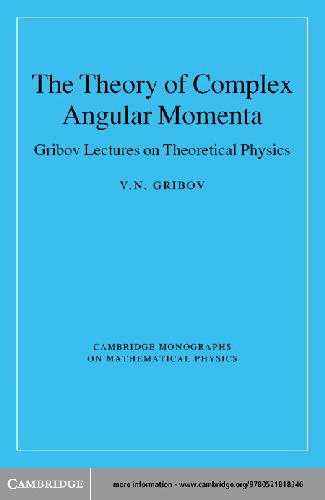 The Theory of Complex
Angular Momenta
Gribov Lectures on Theoretical Physics
V.N. GRIBOV
CAMBRIDGE MONOGRAPHS
ON MATHEMATICAL PHYSICS
CAMBRIDGE more information - www.cambridge.org/9780521818346